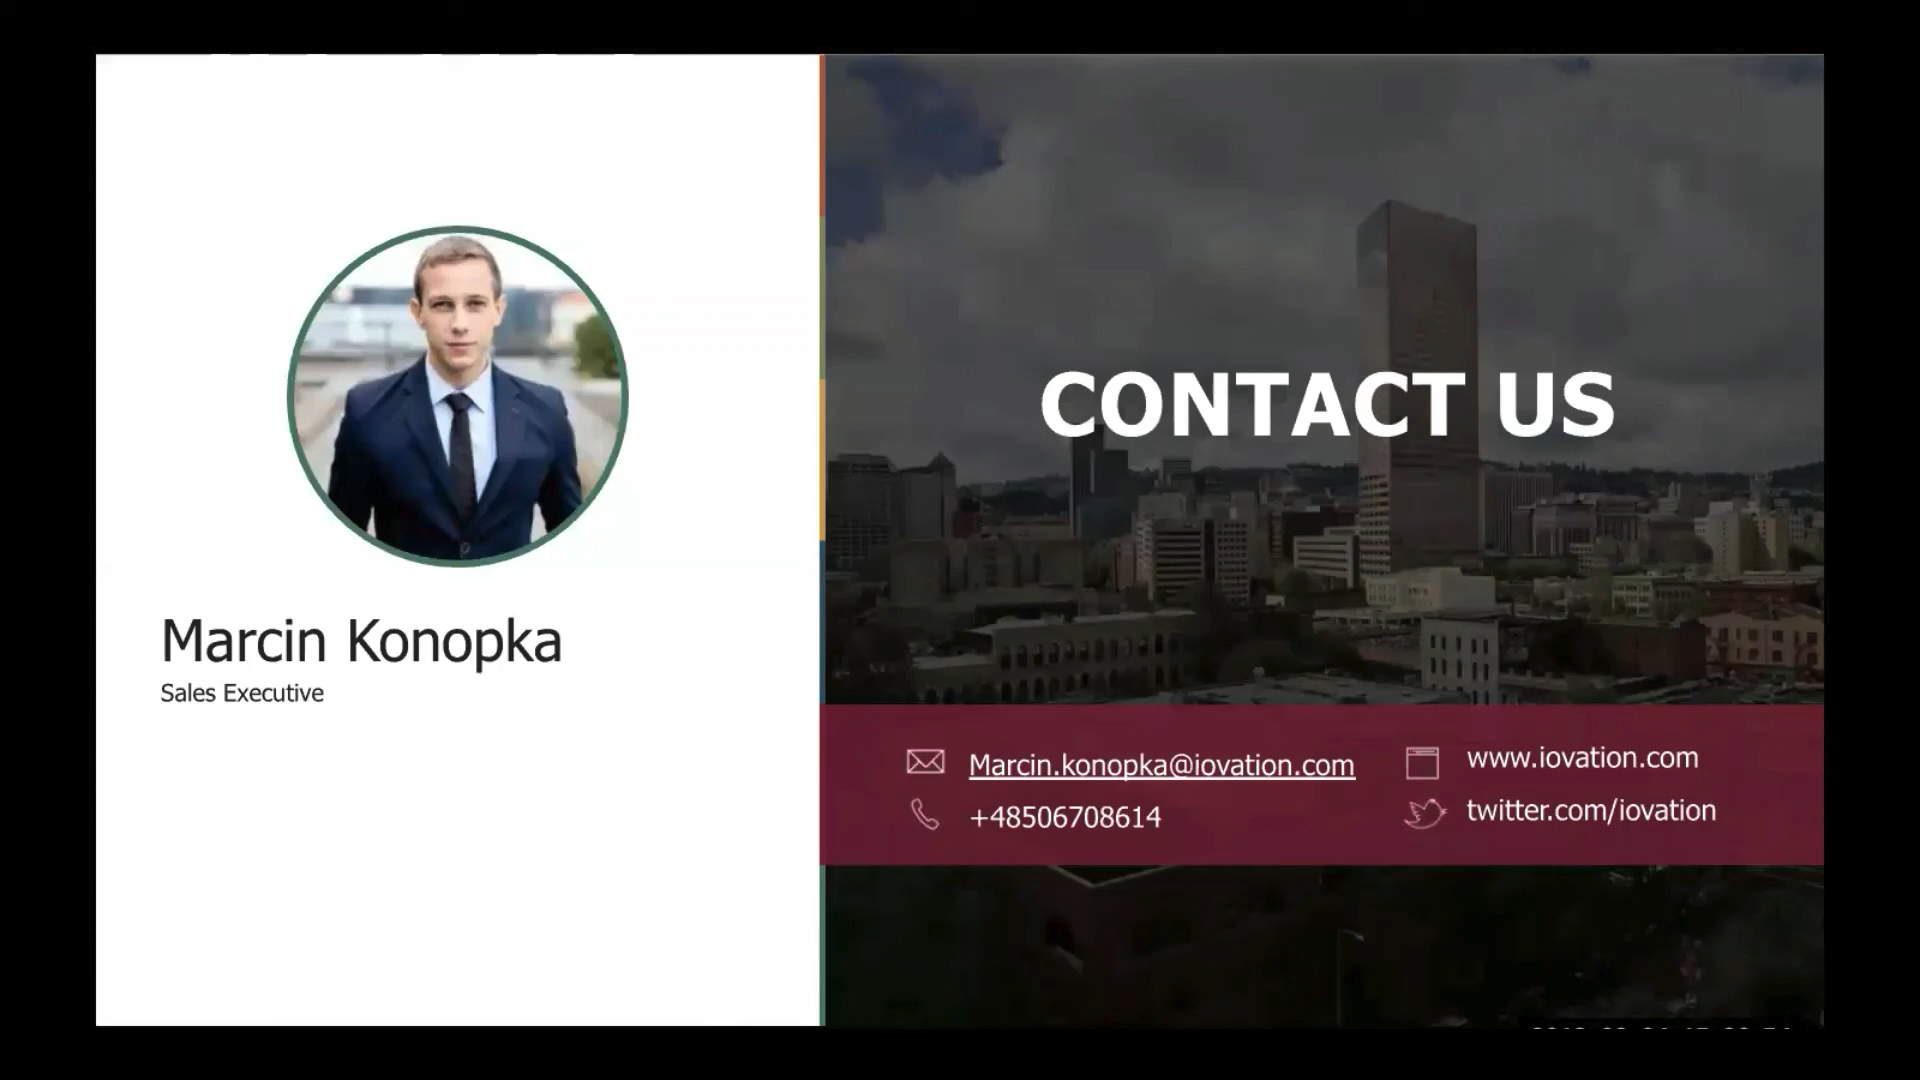 Marcin Konopka
Sales Executive
CONTACT US
Marcin.konopka@iovation.com
+48506708614
www.iovation.com
twitter.com/iovation